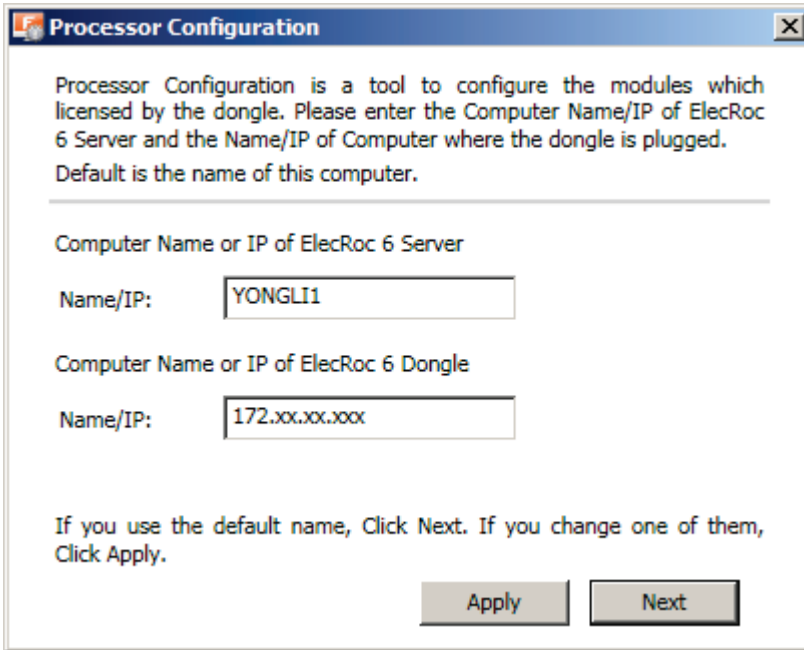 Processor Configuration
Processor Configuration is a tool to configure the modules which
licensed by the dongle. Please enter the Computer Name/IP of ElecRoc
6 Server and the Name/IP of Computer where the dongle is plugged.
Default is the name of this computer.
Computer Name or IP of ElecRoc 6 Server
Name/IP: YONGLI1
Computer Name or IP of ElecRoc 6 Dongle
Name/IP: 172.xx.xx.xxx
If you use the default name, Click Next. If you change one of them,
Click Apply.
Apply Next